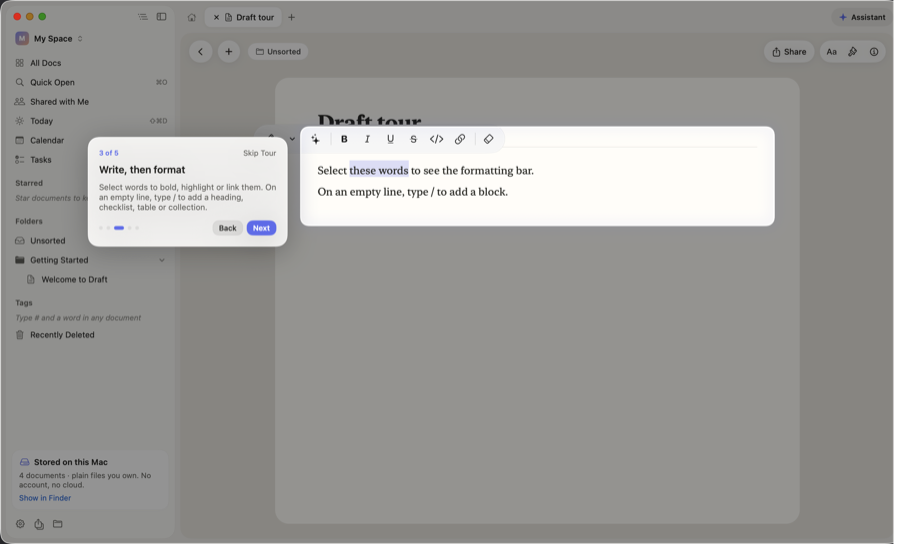 Draft tour
Assistant
M My Space
Unsorted
Share
Aa
All Docs
Quick Open ⌘O
Shared with Me
Today ⇧⌘D
Calendar
Tasks
Starred
Star documents to
Folders
Unsorted
Getting Started
Welcome to Draft
Tags
Type # and a word in any document
Recently Deleted
Stored on this Mac
4 documents · plain files you own. No
account, no cloud.
Show in Finder
3 of 5 Skip Tour
Write, then format
Select words to bold, highlight or link them. On
an empty line, type / to add a heading,
checklist, table or collection.
Back Next
Draft tour
B I U S </>
Select these words to see the formatting bar.
On an empty line, type / to add a block.